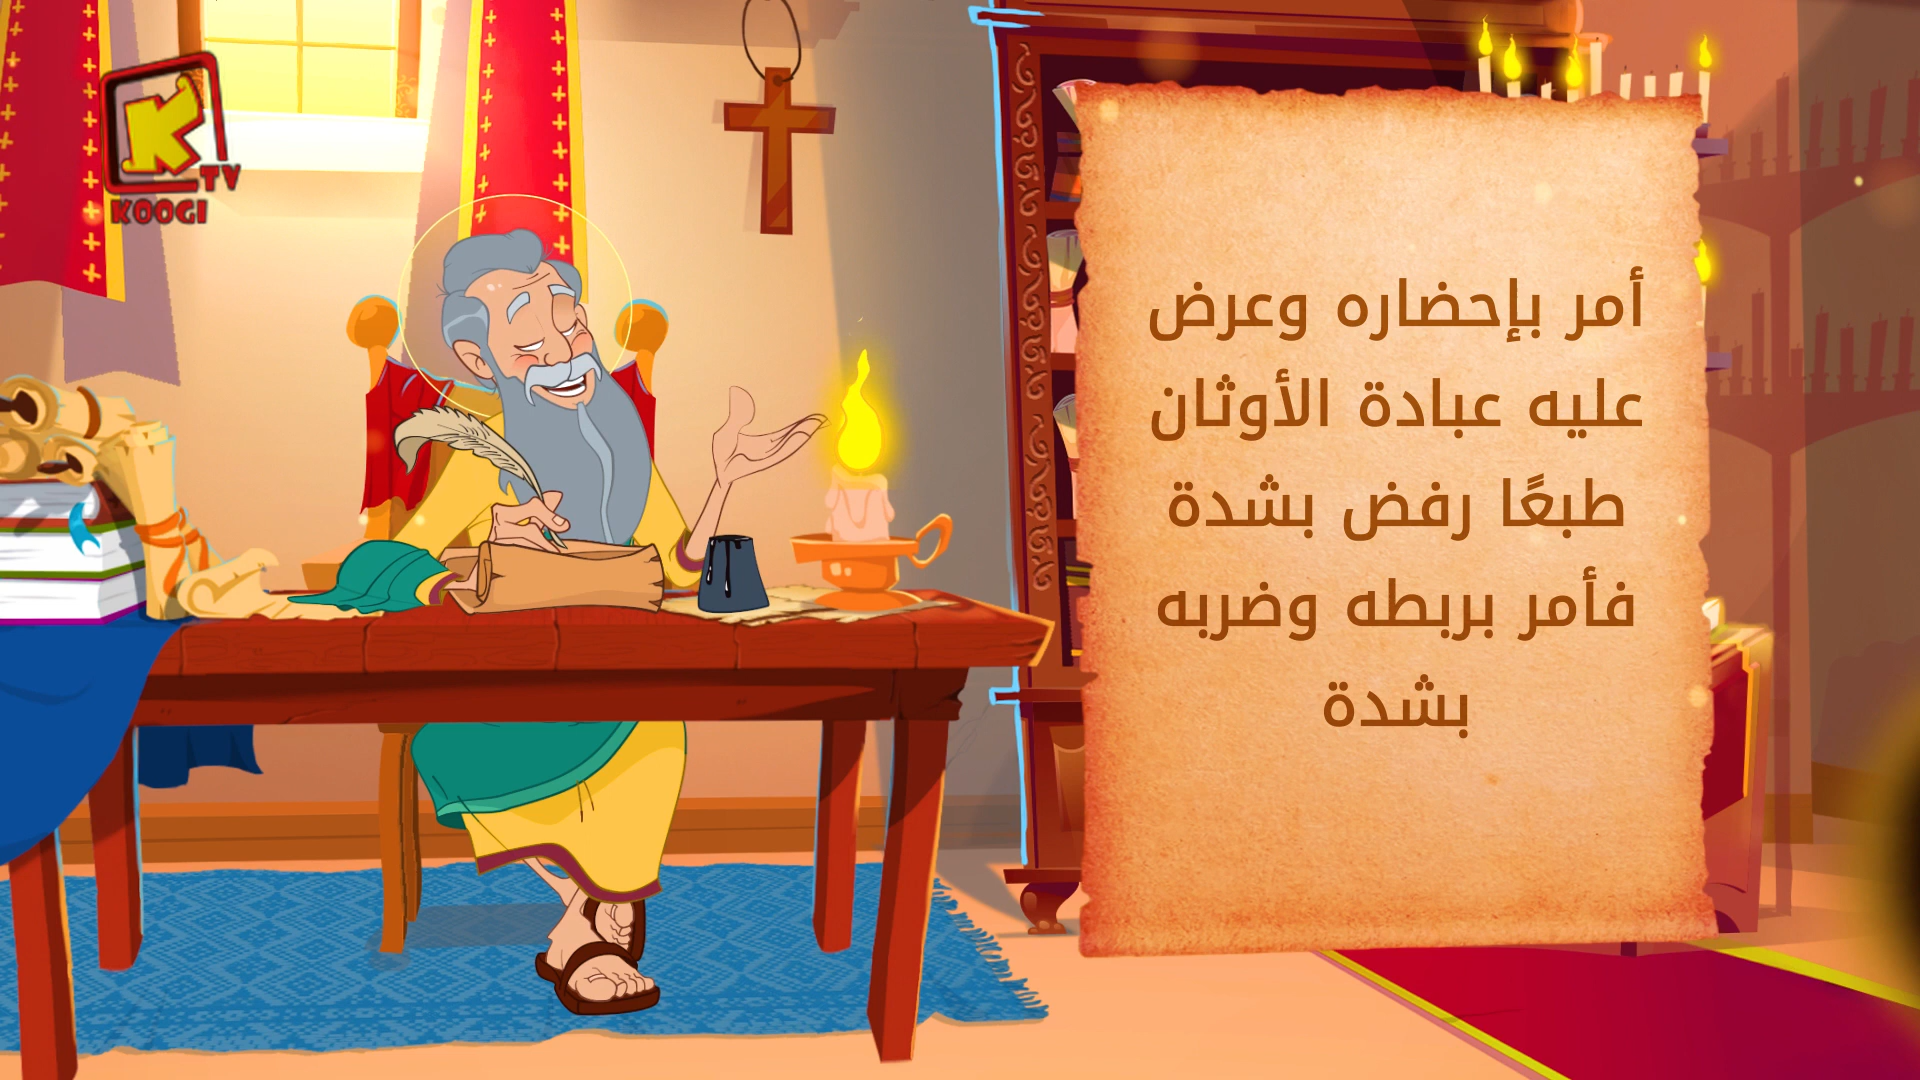 TV
KOOGI
أمر بإحضاره وعرض
عليه عبادة الأوثان
طبعًا رفض بشدة
فأمر بربطه وضربه
بشدة